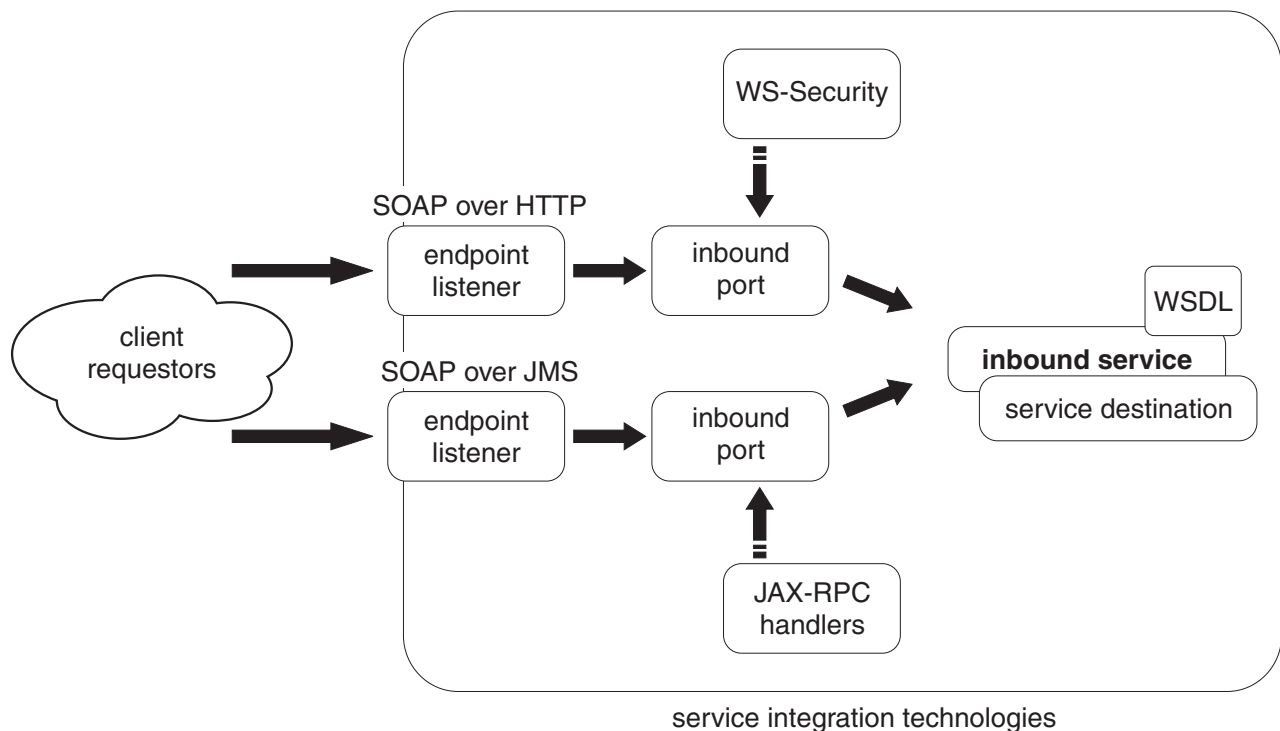 WS-Security
SOAP over HTTP
endpoint
listener
inbound
port
client
requestors
WSDL
inbound service
service destination
SOAP over JMS
endpoint
listener
inbound
port
JAX-RPC
handlers
service integration technologies